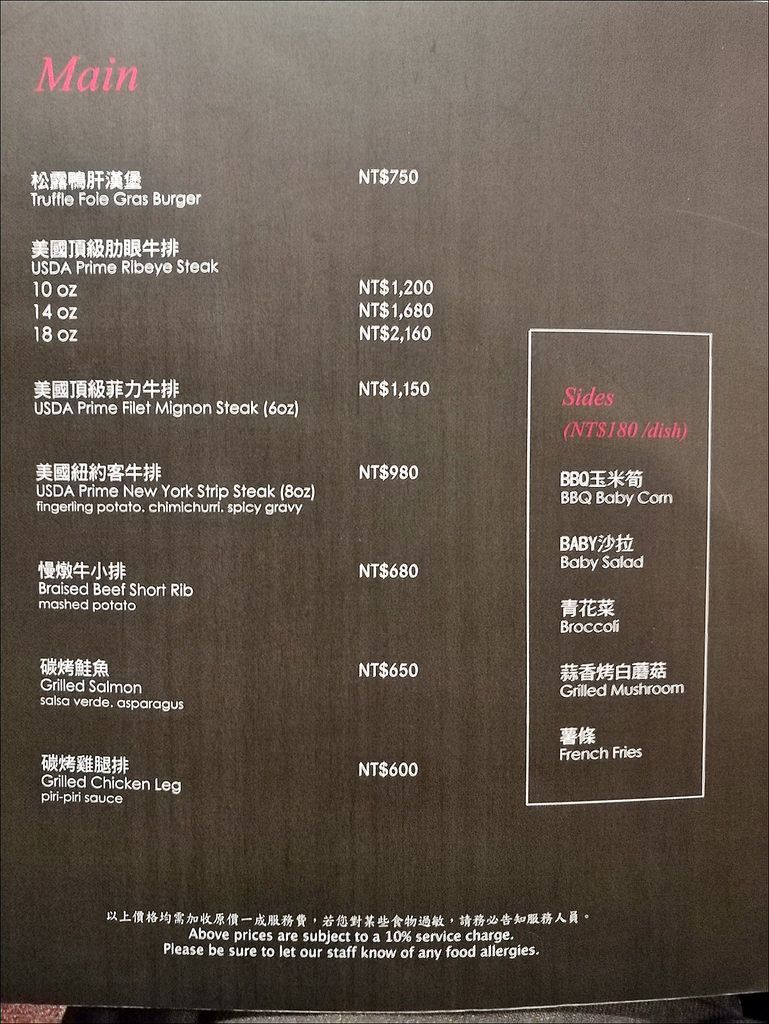 Main
松露鴨肝漢堡 NT$750
Truffle Foie Gras Burger
美國頂級肋眼牛排
USDA Prime Ribeye Steak
10 oz NT$1,200
14 oz NT$1,680
18 oz NT$2,160
美國頂級菲力牛排 NT$1,150
USDA Prime Filet Mignon Steak (6oz)
美國紐約客牛排 NT$980
USDA Prime New York Strip Steak (8oz)
fingerling potato. chimichurri. spicy gravy
慢燉牛小排 NT$680
Braised Beef Short Rib
mashed potato
碳烤鮭魚 NT$650
Grilled Salmon
salsa verde. asparagus
碳烤雞腿排 NT$600
Grilled Chicken Leg
piri-piri sauce
Sides
(NT$180 /dish)
BBQ玉米筍
BBQ Baby Corn
BABY沙拉
Baby Salad
青花菜
Broccoli
蒜香烤白蘑菇
Grilled Mushroom
薯條
French Fries
以上價格均需加收原價一成服務費，若您對某些食物過敏，請務必告知服務人員。
Above prices are subject to a 10% service charge.
Please be sure to let our staff know of any food allergies.